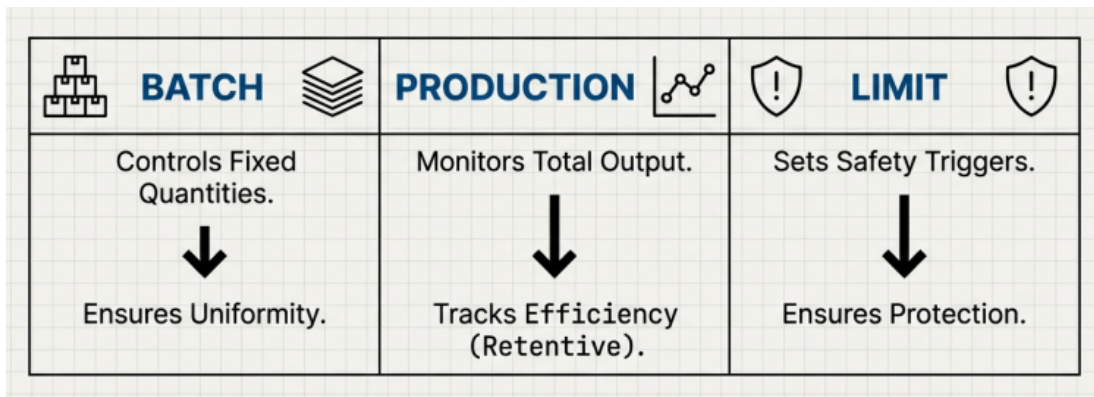 BATCH
Controls Fixed
Quantities.
Ensures Uniformity.
PRODUCTION
Monitors Total Output.
Tracks Efficiency
(Retentive).
LIMIT
Sets Safety Triggers.
Ensures Protection.